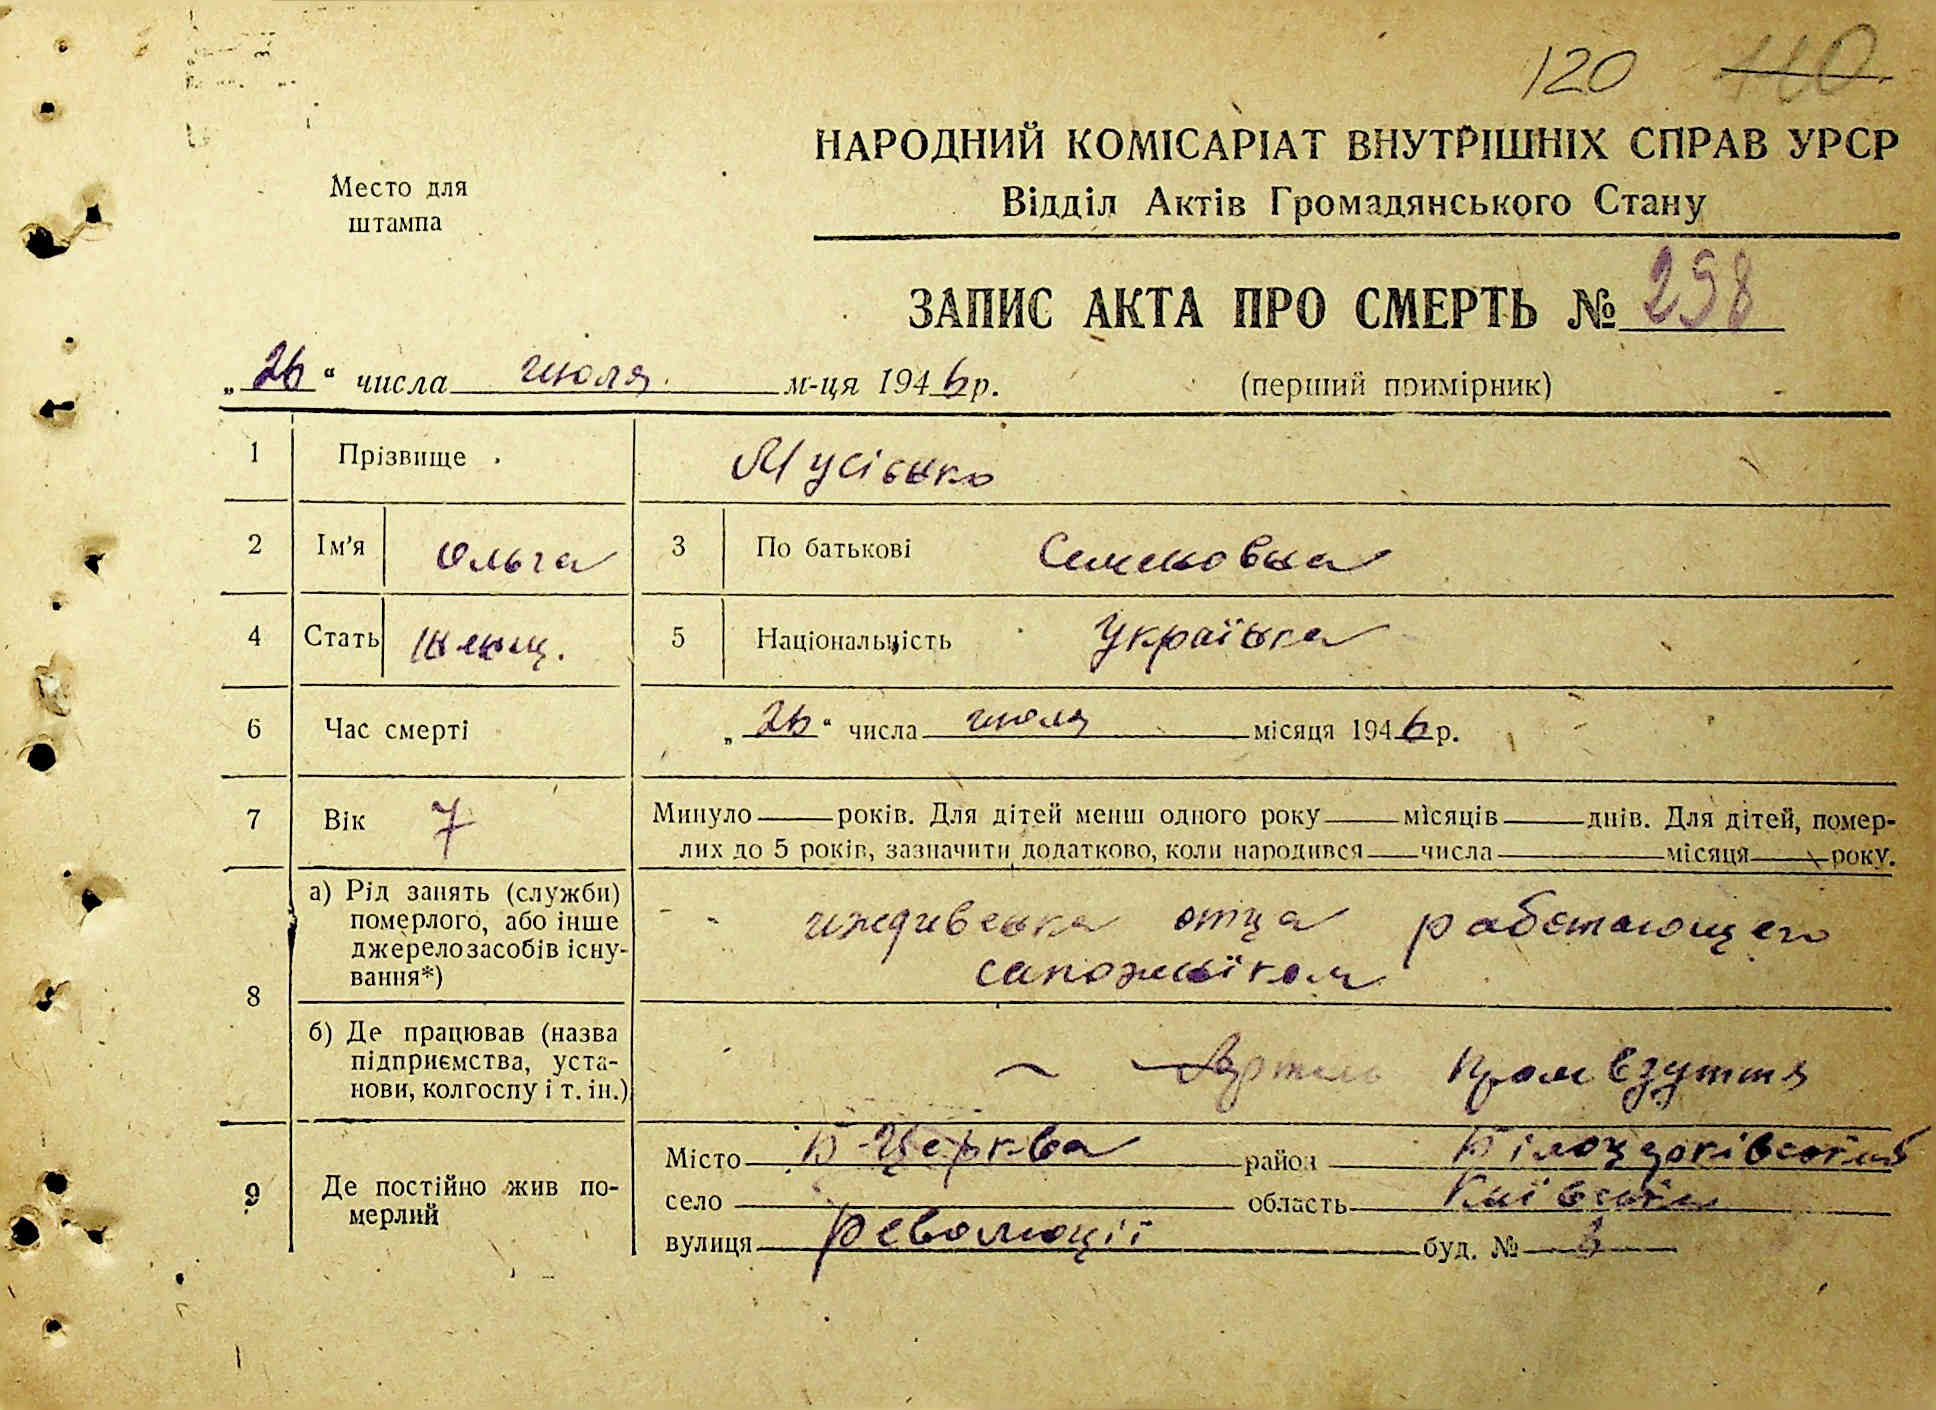 120 110
НАРОДНИЙ КОМІСАРІАТ ВНУТРІШНІХ СПРАВ УРСР
Место для
штампа
Відділ Актів Громадянського Стану
ЗАПИС АКТА ПРО СМЕРТЬ № 298
„26“ числа июля м-ця 1946 р.
(перший примірник)
1 Прізвище Мусієнко
2 Ім'я Ольга 3 По батькові Семеновна
4 Стать женщ. 5 Національність Українка
6 Час смерті „26“ числа июля місяця 1946 р.
7 Вік 7 Минуло років. Для дітей менш одного року місяців днів. Для дітей, помер-
лих до 5 років, зазначити додатково, коли народився числа місяця року.
8
а) Рід занять (служби)
померлого, або інше
джерело засобів існу-
вання*)
иждивенка отца работающего
сапожніком
б) Де працював (назва
підприємства, уста-
нови, колгоспу і т. ін.)
Артель Промвзуття
9 Де постійно жив по-
мерлий
Місто Б-Церква район Білоцерківський
село область Київська
вулиця Революції буд. №